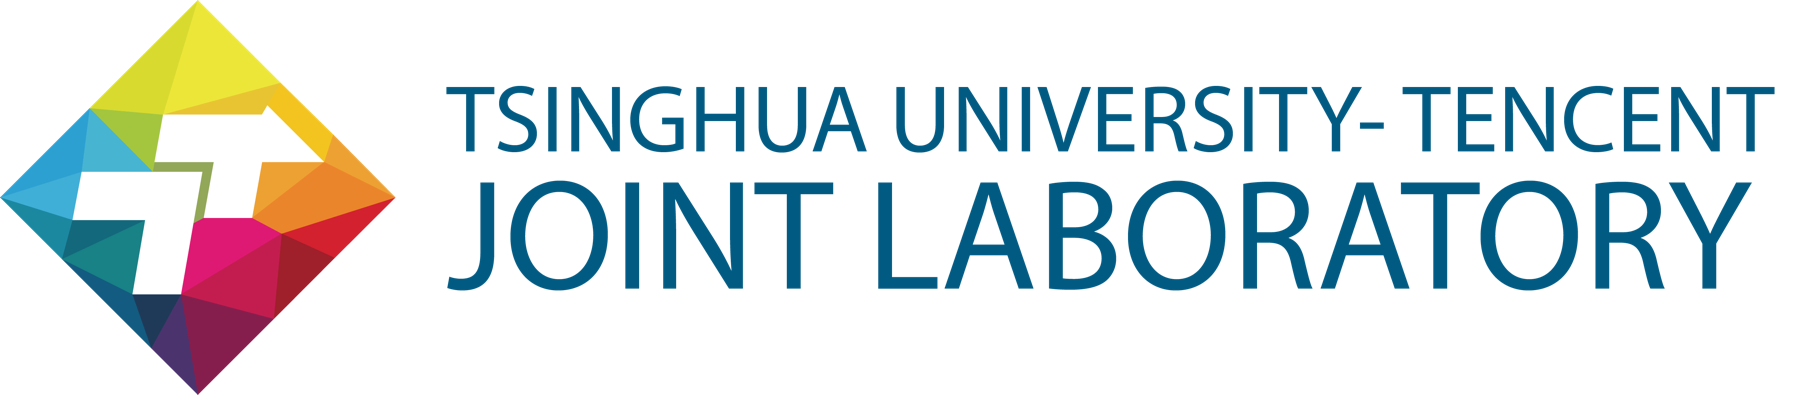 TSINGHUA UNIVERSITY- TENCENT
JOINT LABORATORY